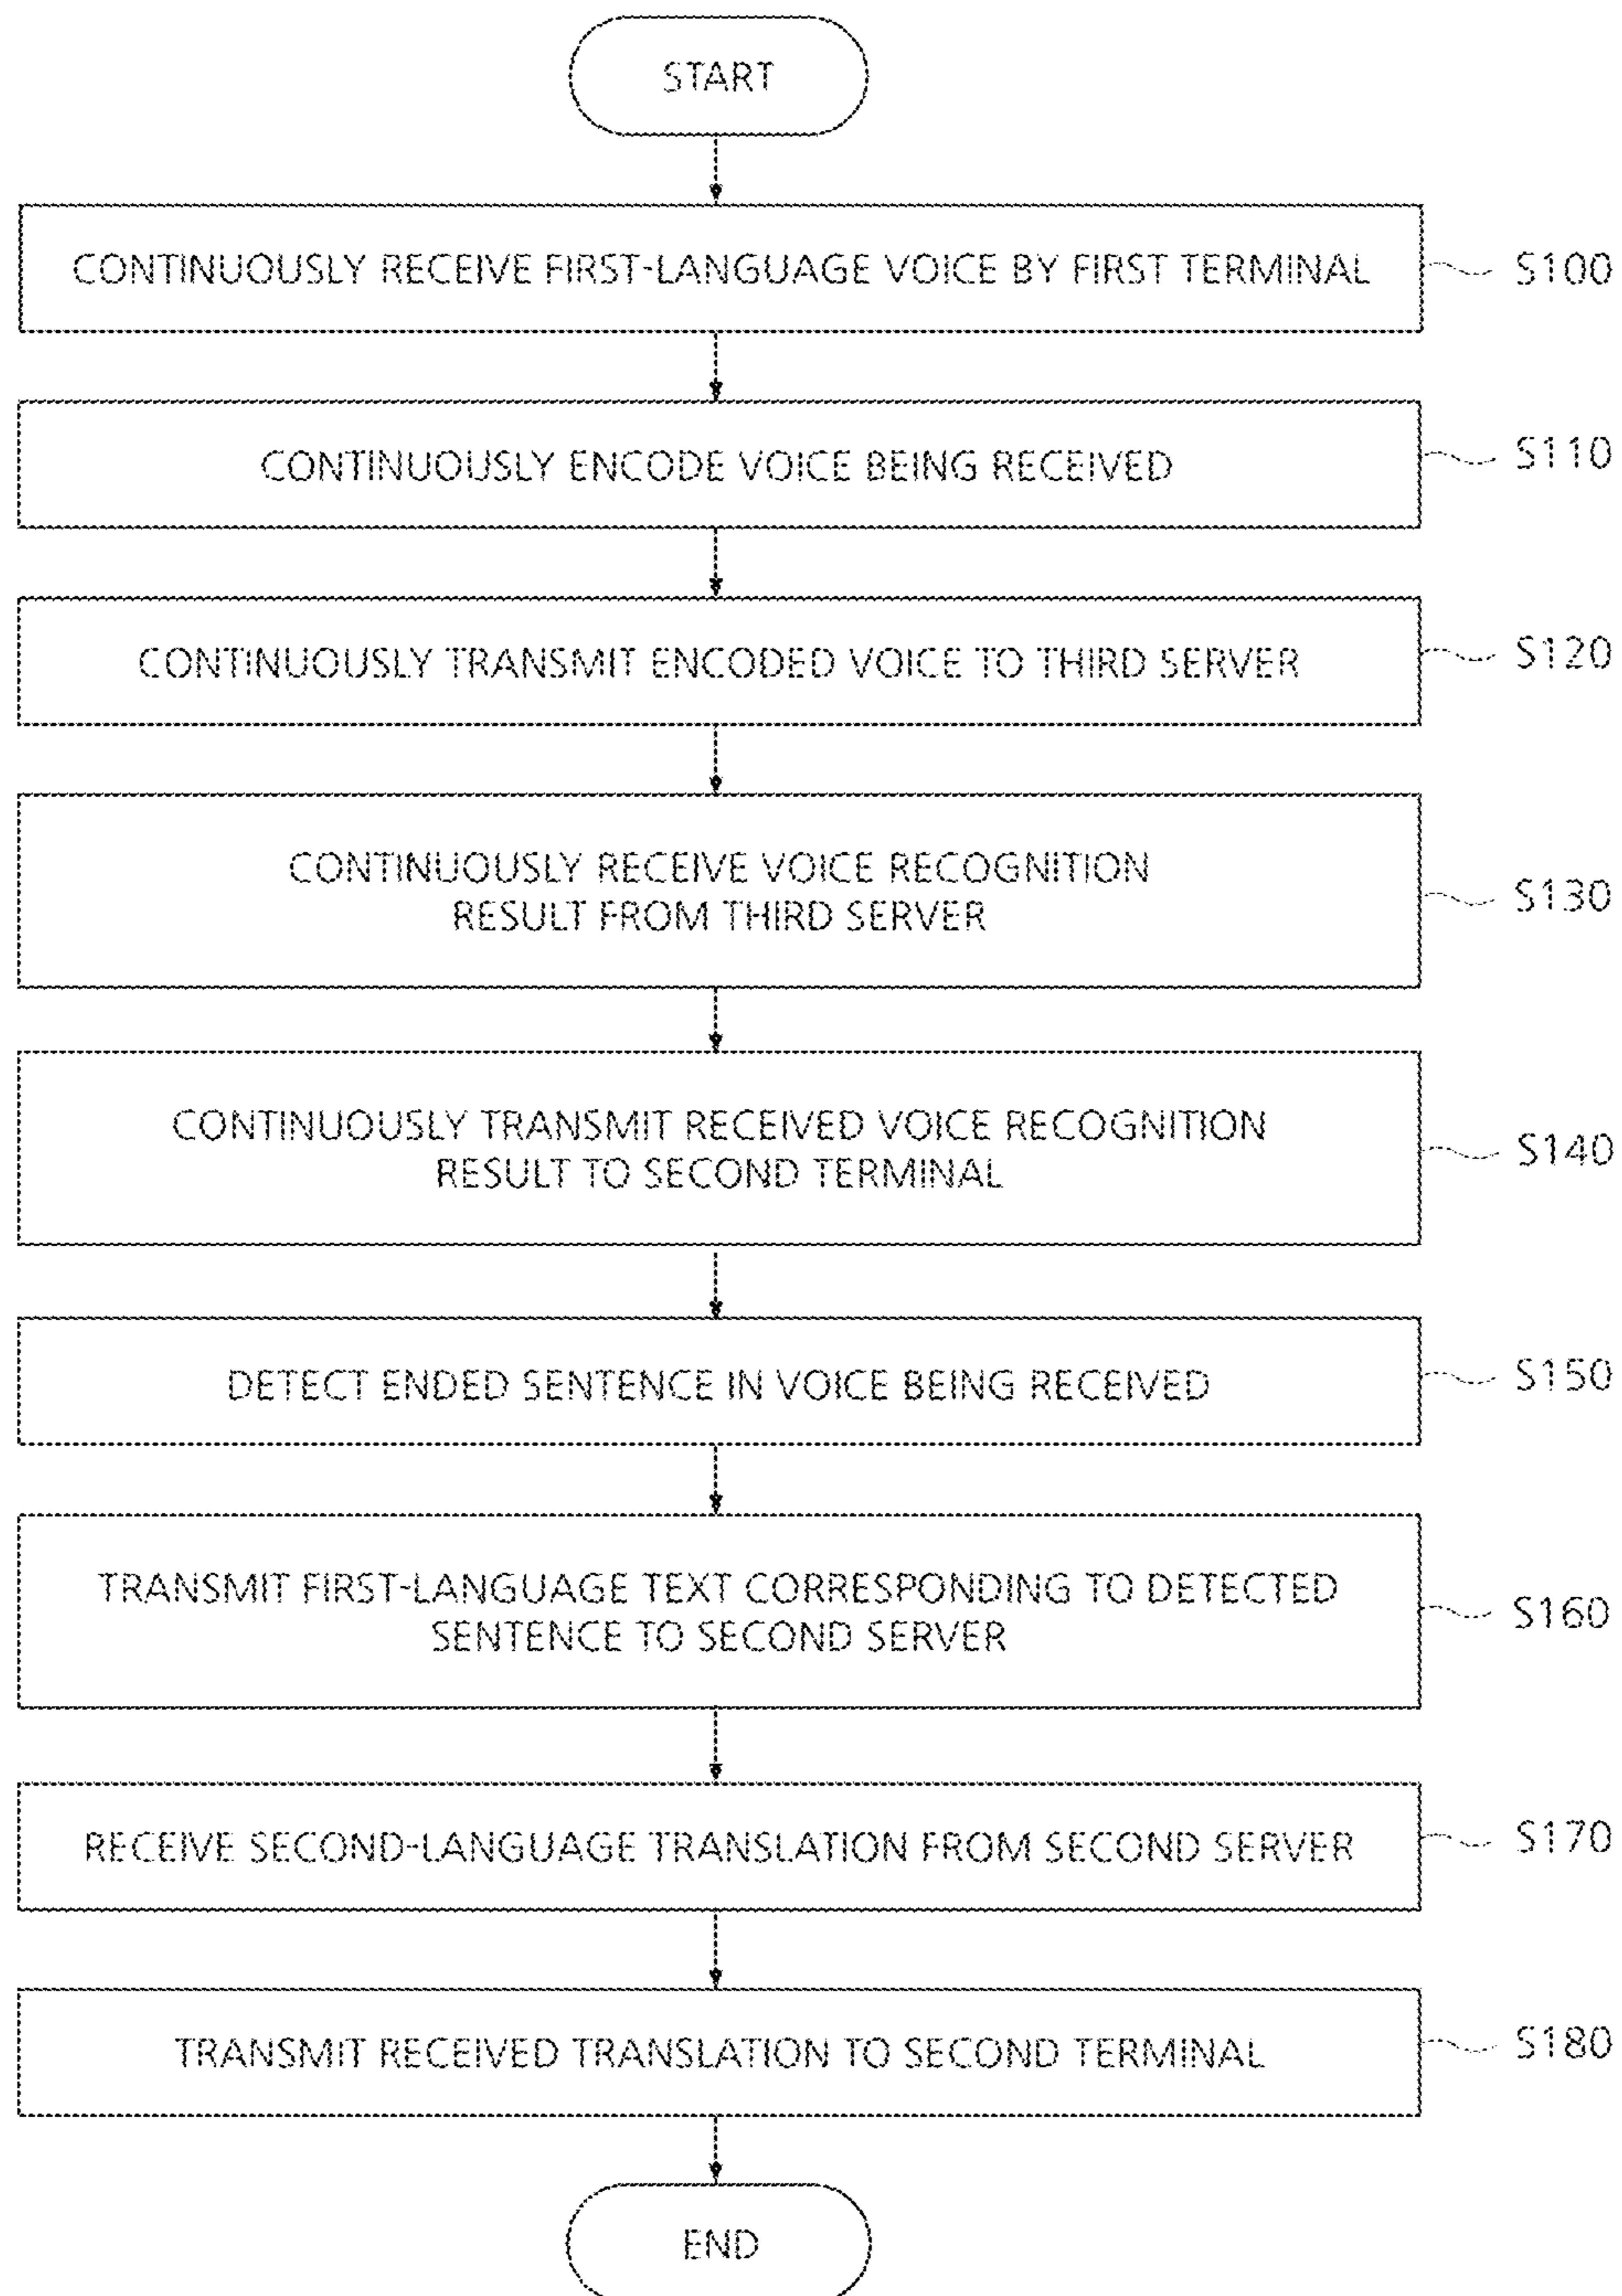 START
CONTINUOUSLY RECEIVE FIRST-LANGUAGE VOICE BY FIRST TERMINAL
S100
CONTINUOUSLY ENCODE VOICE BEING RECEIVED
S110
CONTINUOUSLY TRANSMIT ENCODED VOICE TO THIRD SERVER
S120
CONTINUOUSLY RECEIVE VOICE RECOGNITION
RESULT FROM THIRD SERVER
S130
CONTINUOUSLY TRANSMIT RECEIVED VOICE RECOGNITION
RESULT TO SECOND TERMINAL
S140
DETECT ENDED SENTENCE IN VOICE BEING RECEIVED
S150
TRANSMIT FIRST-LANGUAGE TEXT CORRESPONDING TO DETECTED
SENTENCE TO SECOND SERVER
S160
RECEIVE SECOND-LANGUAGE TRANSLATION FROM SECOND SERVER
S170
TRANSMIT RECEIVED TRANSLATION TO SECOND TERMINAL
S180
END